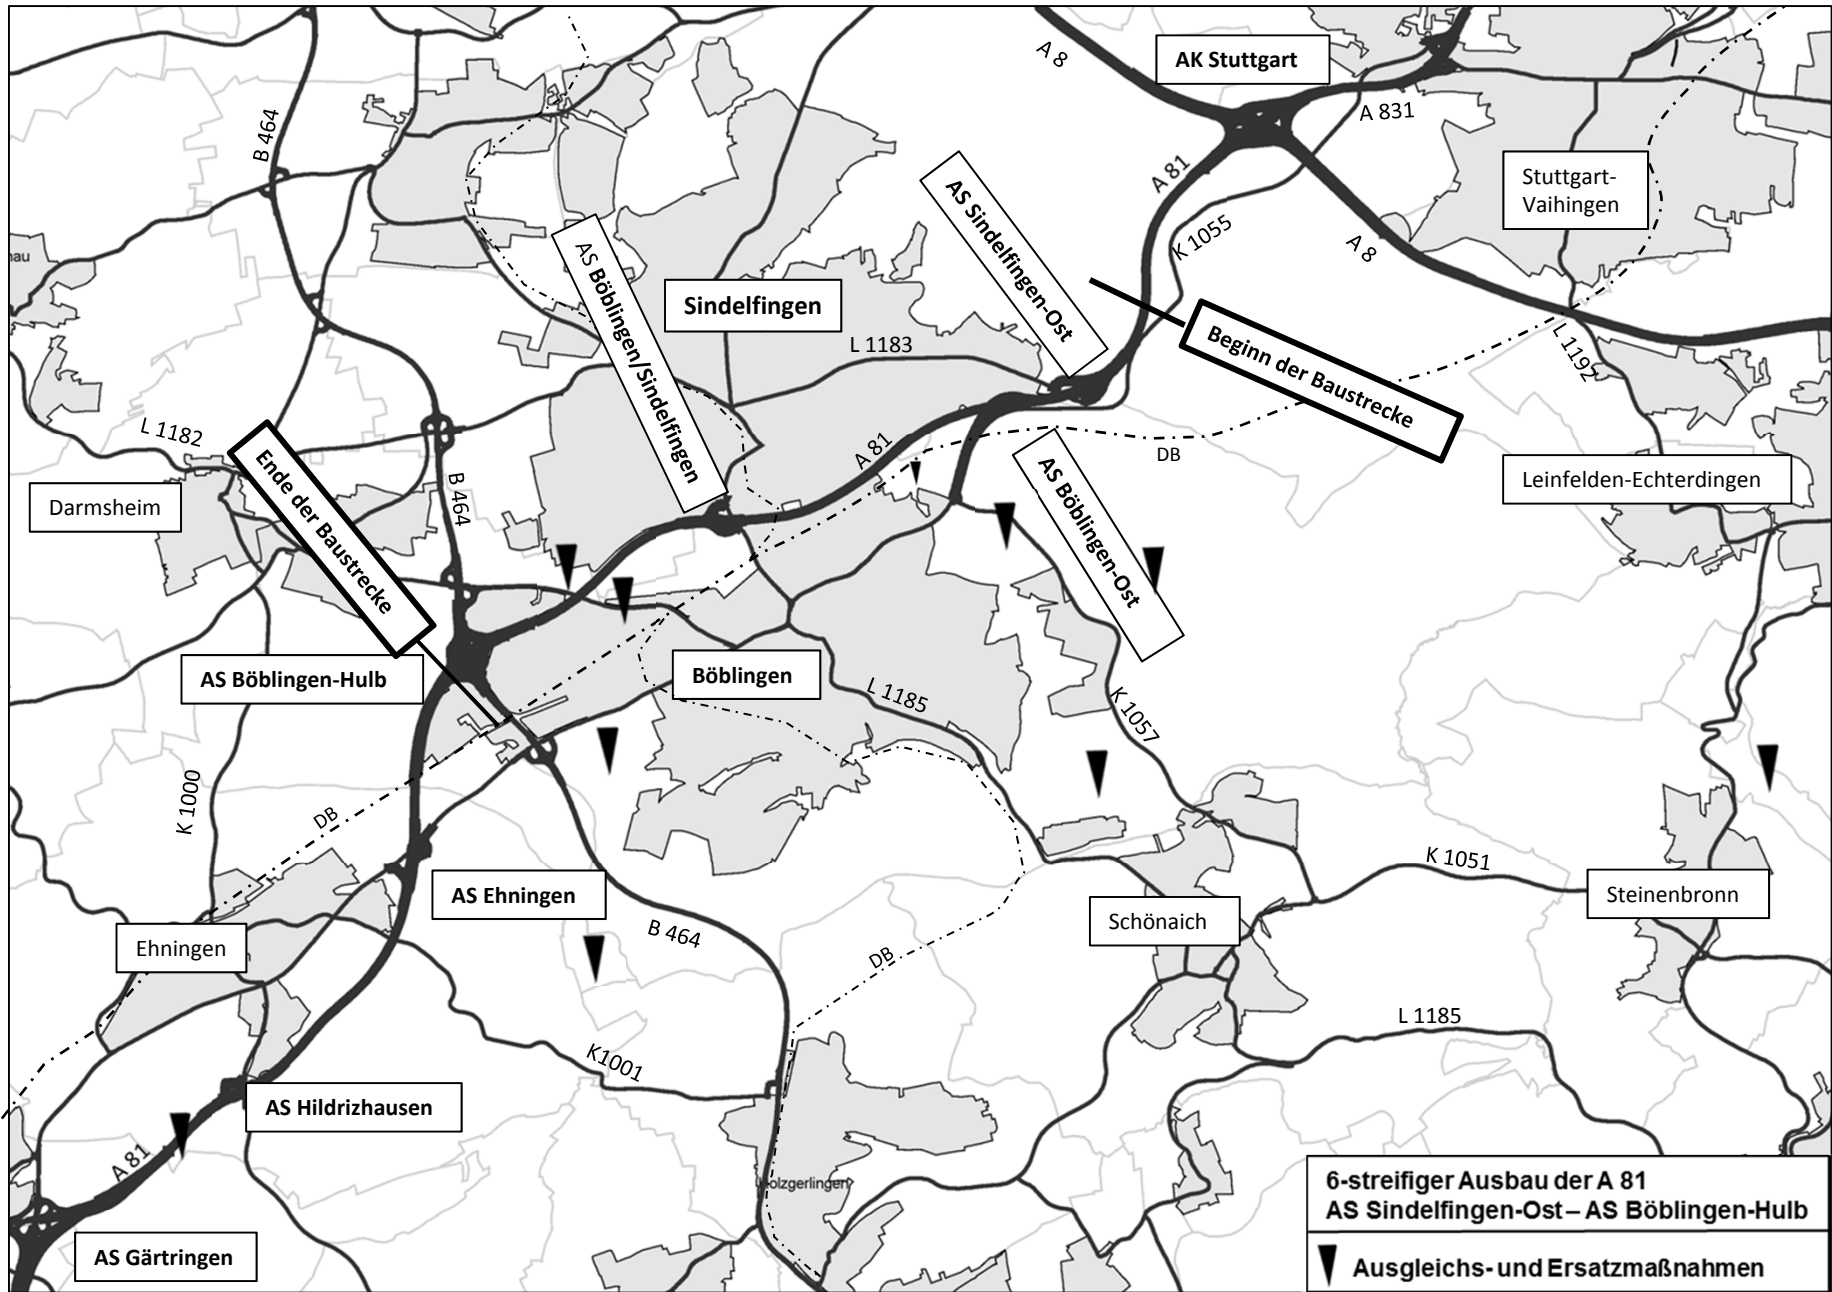 A 8
AK Stuttgart
A 831
B 464
A 81
AS Sindelfingen-Ost
Stuttgart-
Vaihingen
K 1055
A 8
nau
AS Böblingen/Sindelfingen
Sindelfingen
L 1183
Beginn der Baustrecke
L 1192
L 1182
A 81
DB
Ende der Baustrecke
B 464
AS Böblingen-Ost
Leinfelden-Echterdingen
Darmsheim
AS Böblingen-Hulb
Böblingen
L 1185
K 1057
K 1000
DB
K 1051
AS Ehningen
Steinenbronn
Schönaich
B 464
Ehningen
DB
L 1185
K1001
AS Hildrizhausen
A 81
Holzgerlingen
AS Gärtringen
6-streifiger Ausbau der A 81
AS Sindelfingen-Ost – AS Böblingen-Hulb
Ausgleichs- und Ersatzmaßnahmen